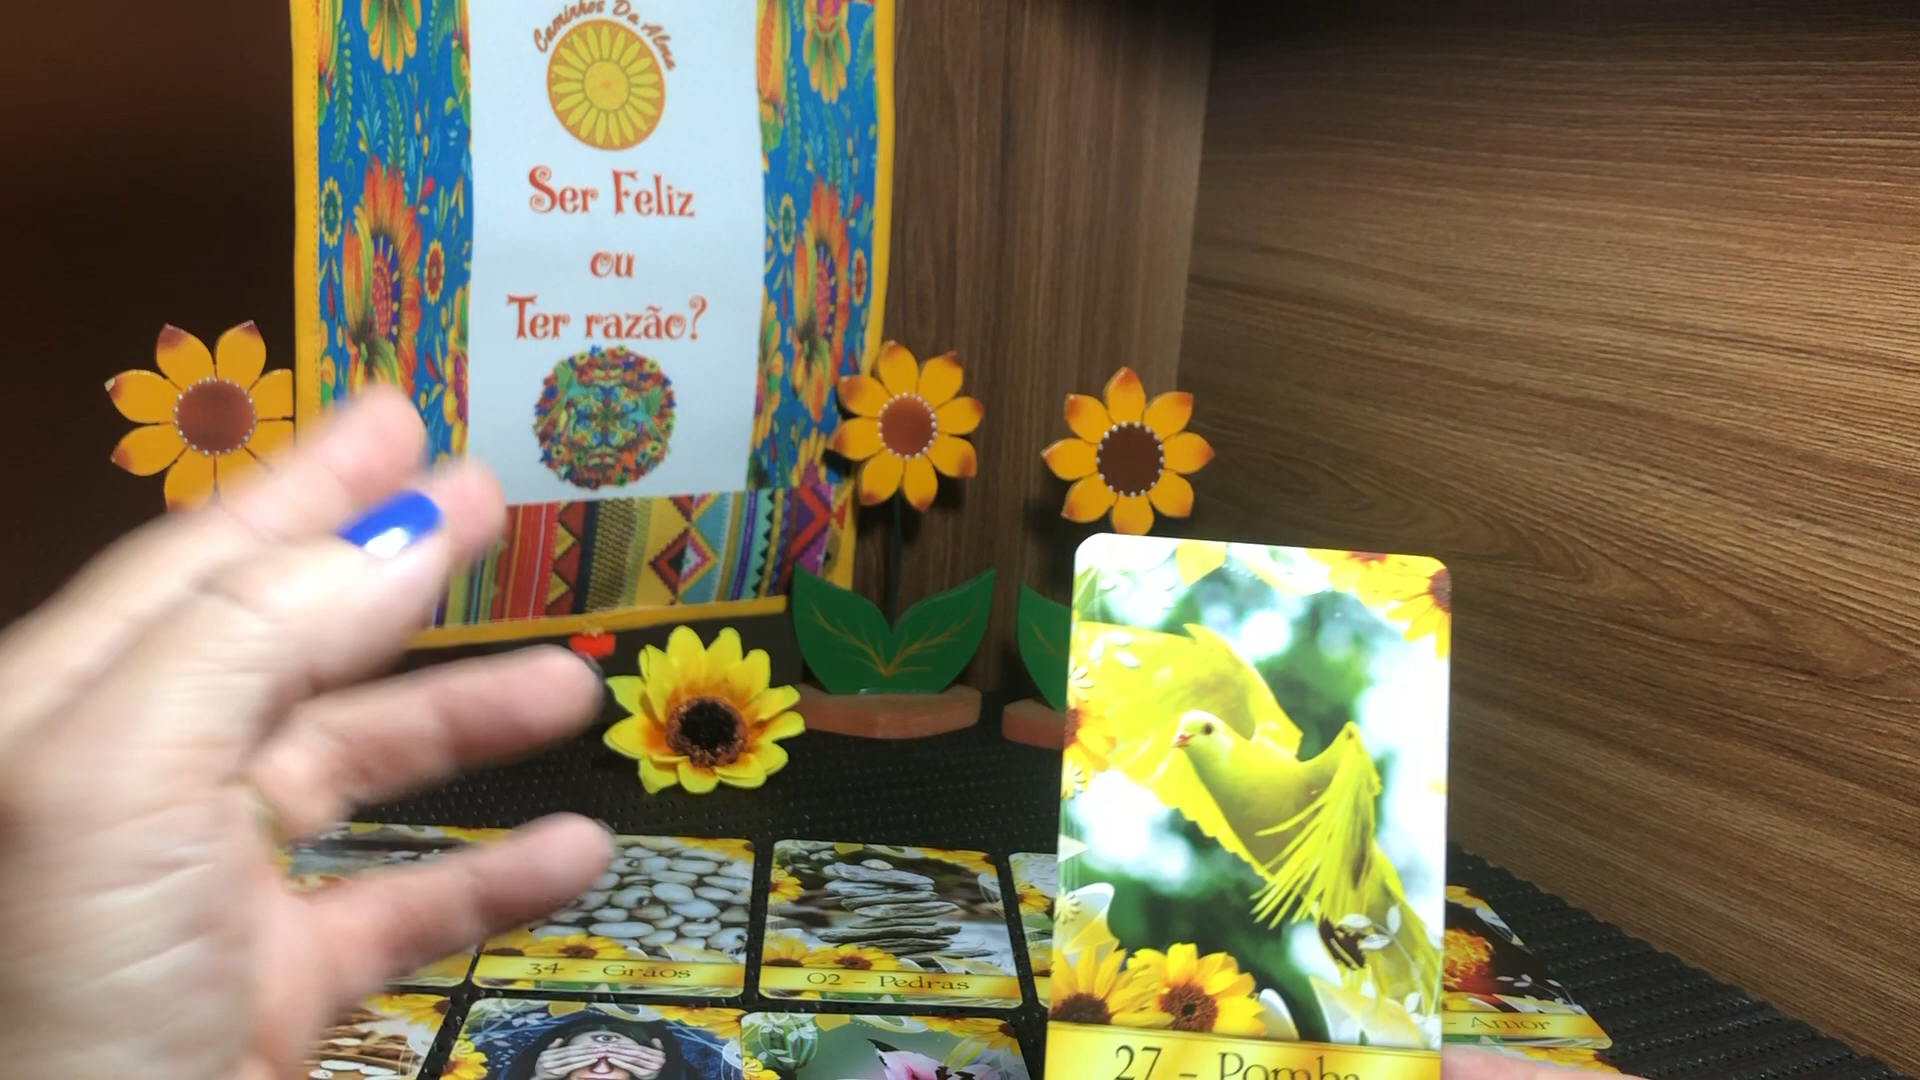 Caminhos Da Alma
Ser Feliz
ou
Ter razão?
34 - Grãos
02 - Pedras
- Amor
27 - Pomba